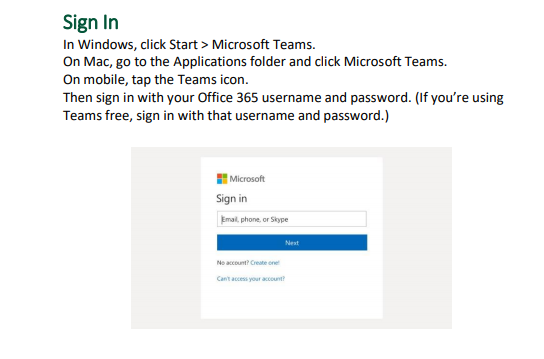 Sign In
In Windows, click Start > Microsoft Teams.
On Mac, go to the Applications folder and click Microsoft Teams.
On mobile, tap the Teams icon.
Then sign in with your Office 365 username and password. (If you’re using
Teams free, sign in with that username and password.)
Microsoft
Sign in
Email, phone, or Skype
Next
No account? Create one!
Can't access your account?